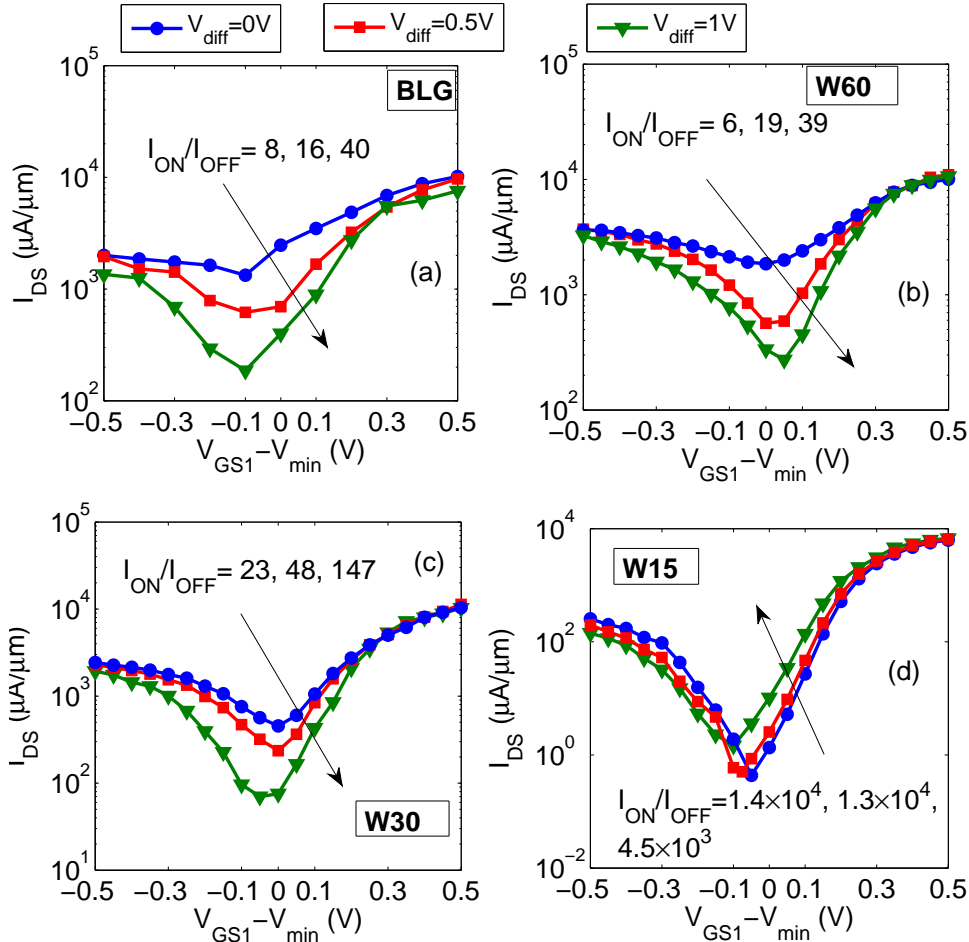 V_diff=0V V_diff=0.5V V_diff=1V
10^5
10^4
10^3
10^2
I_DS (µA/µm)
BLG
I_ON/I_OFF = 8, 16, 40
(a)
−0.5 −0.3 −0.1 0 0.1 0.3 0.5
V_GS1−V_min (V)
10^5
10^4
10^3
10^2
I_DS (µA/µm)
W60
I_ON/I_OFF = 6, 19, 39
(b)
−0.5 −0.3 −0.1 0 0.1 0.3 0.5
V_GS1−V_min (V)
10^5
10^4
10^3
10^2
10^1
I_DS (µA/µm)
(c)
I_ON/I_OFF = 23, 48, 147
W30
−0.5 −0.3 −0.1 0 0.1 0.3 0.5
V_GS1−V_min (V)
10^4
10^2
10^0
10^−2
I_DS (µA/µm)
W15
(d)
I_ON/I_OFF=1.4×10^4, 1.3×10^4,
4.5×10^3
−0.5 −0.3 −0.1 0 0.1 0.3 0.5
V_GS1−V_min (V)